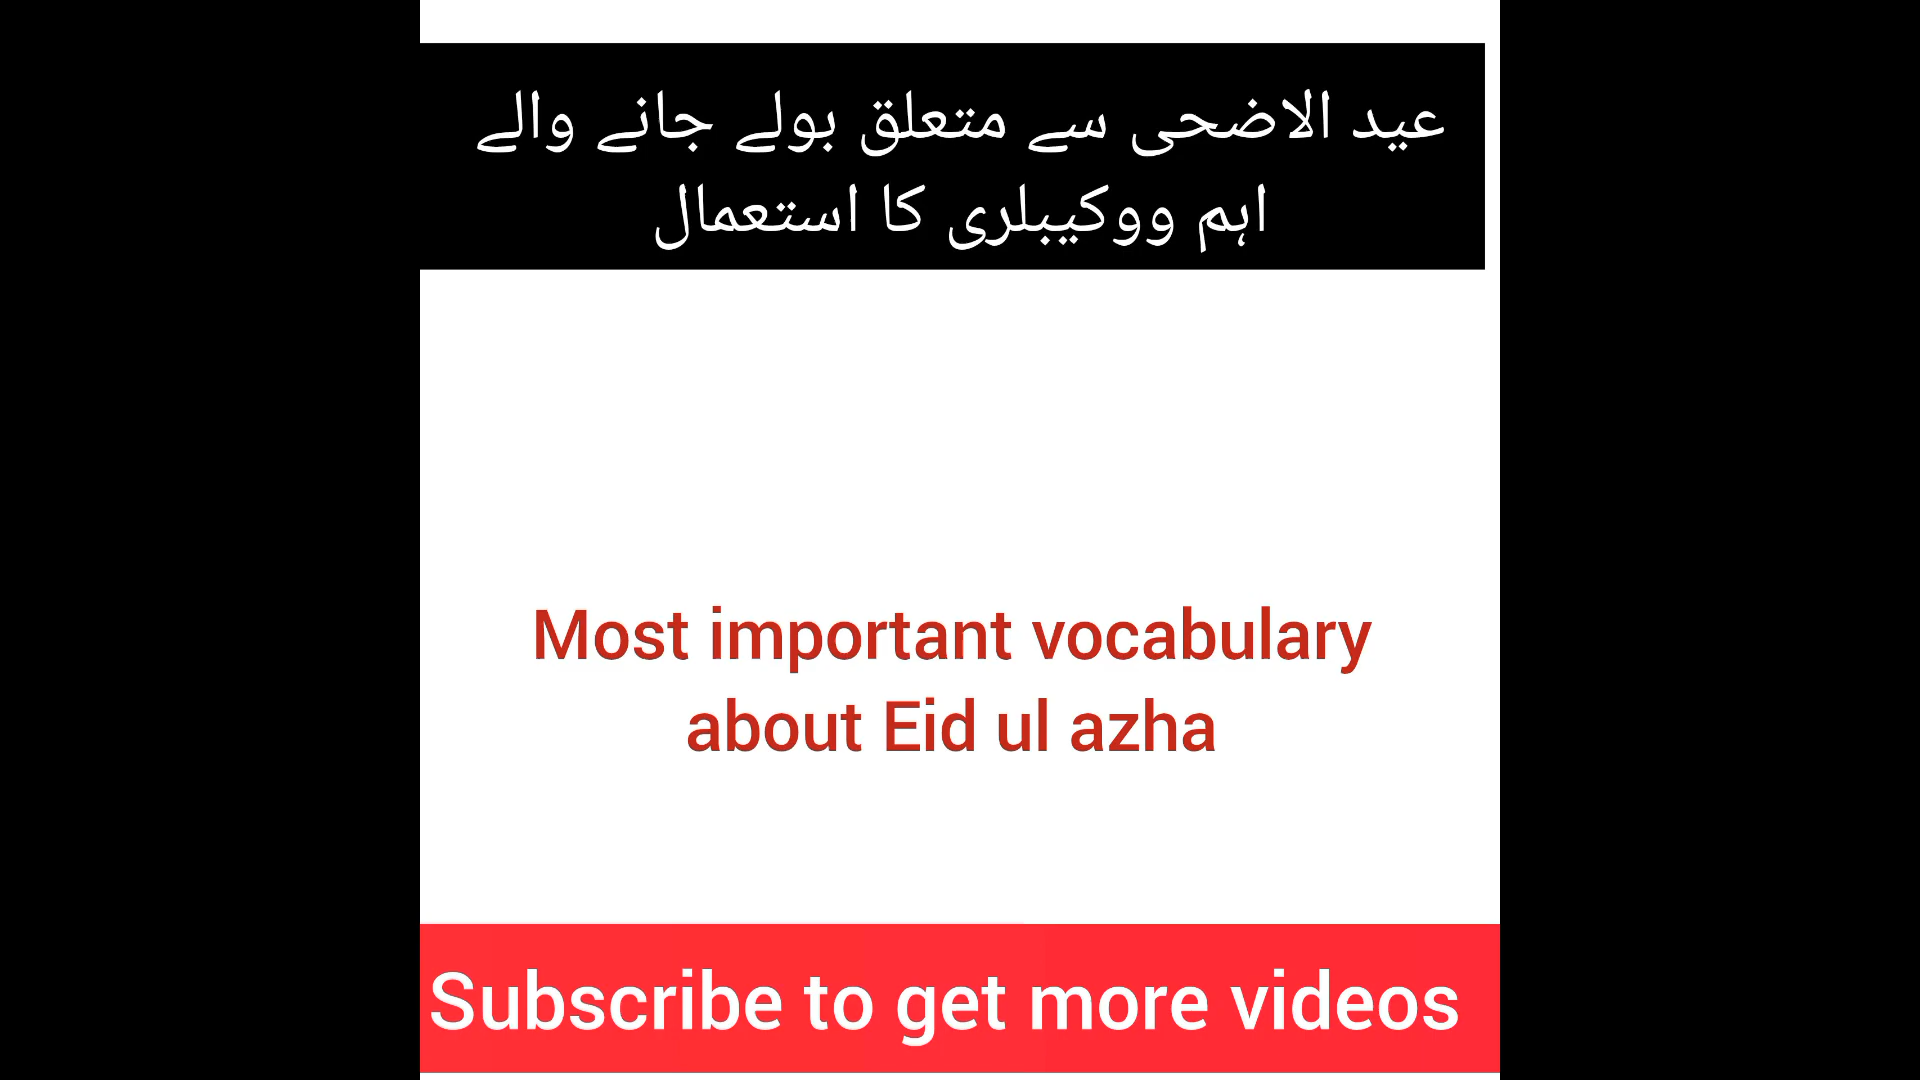 عید الاضحی سے متعلق بولے جانے والے
اہم ووکیبلری کا استعمال
Most important vocabulary
about Eid ul azha
Subscribe to get more videos